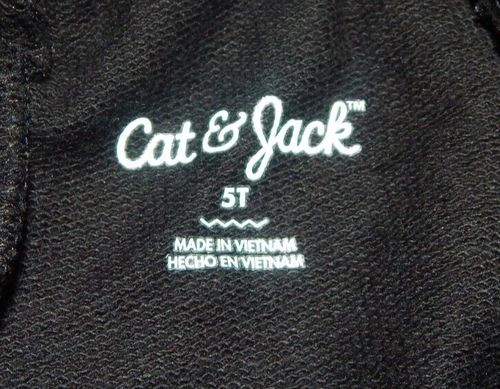 Cat & Jack™
5T
MADE IN VIETNAM
HECHO EN VIETNAM